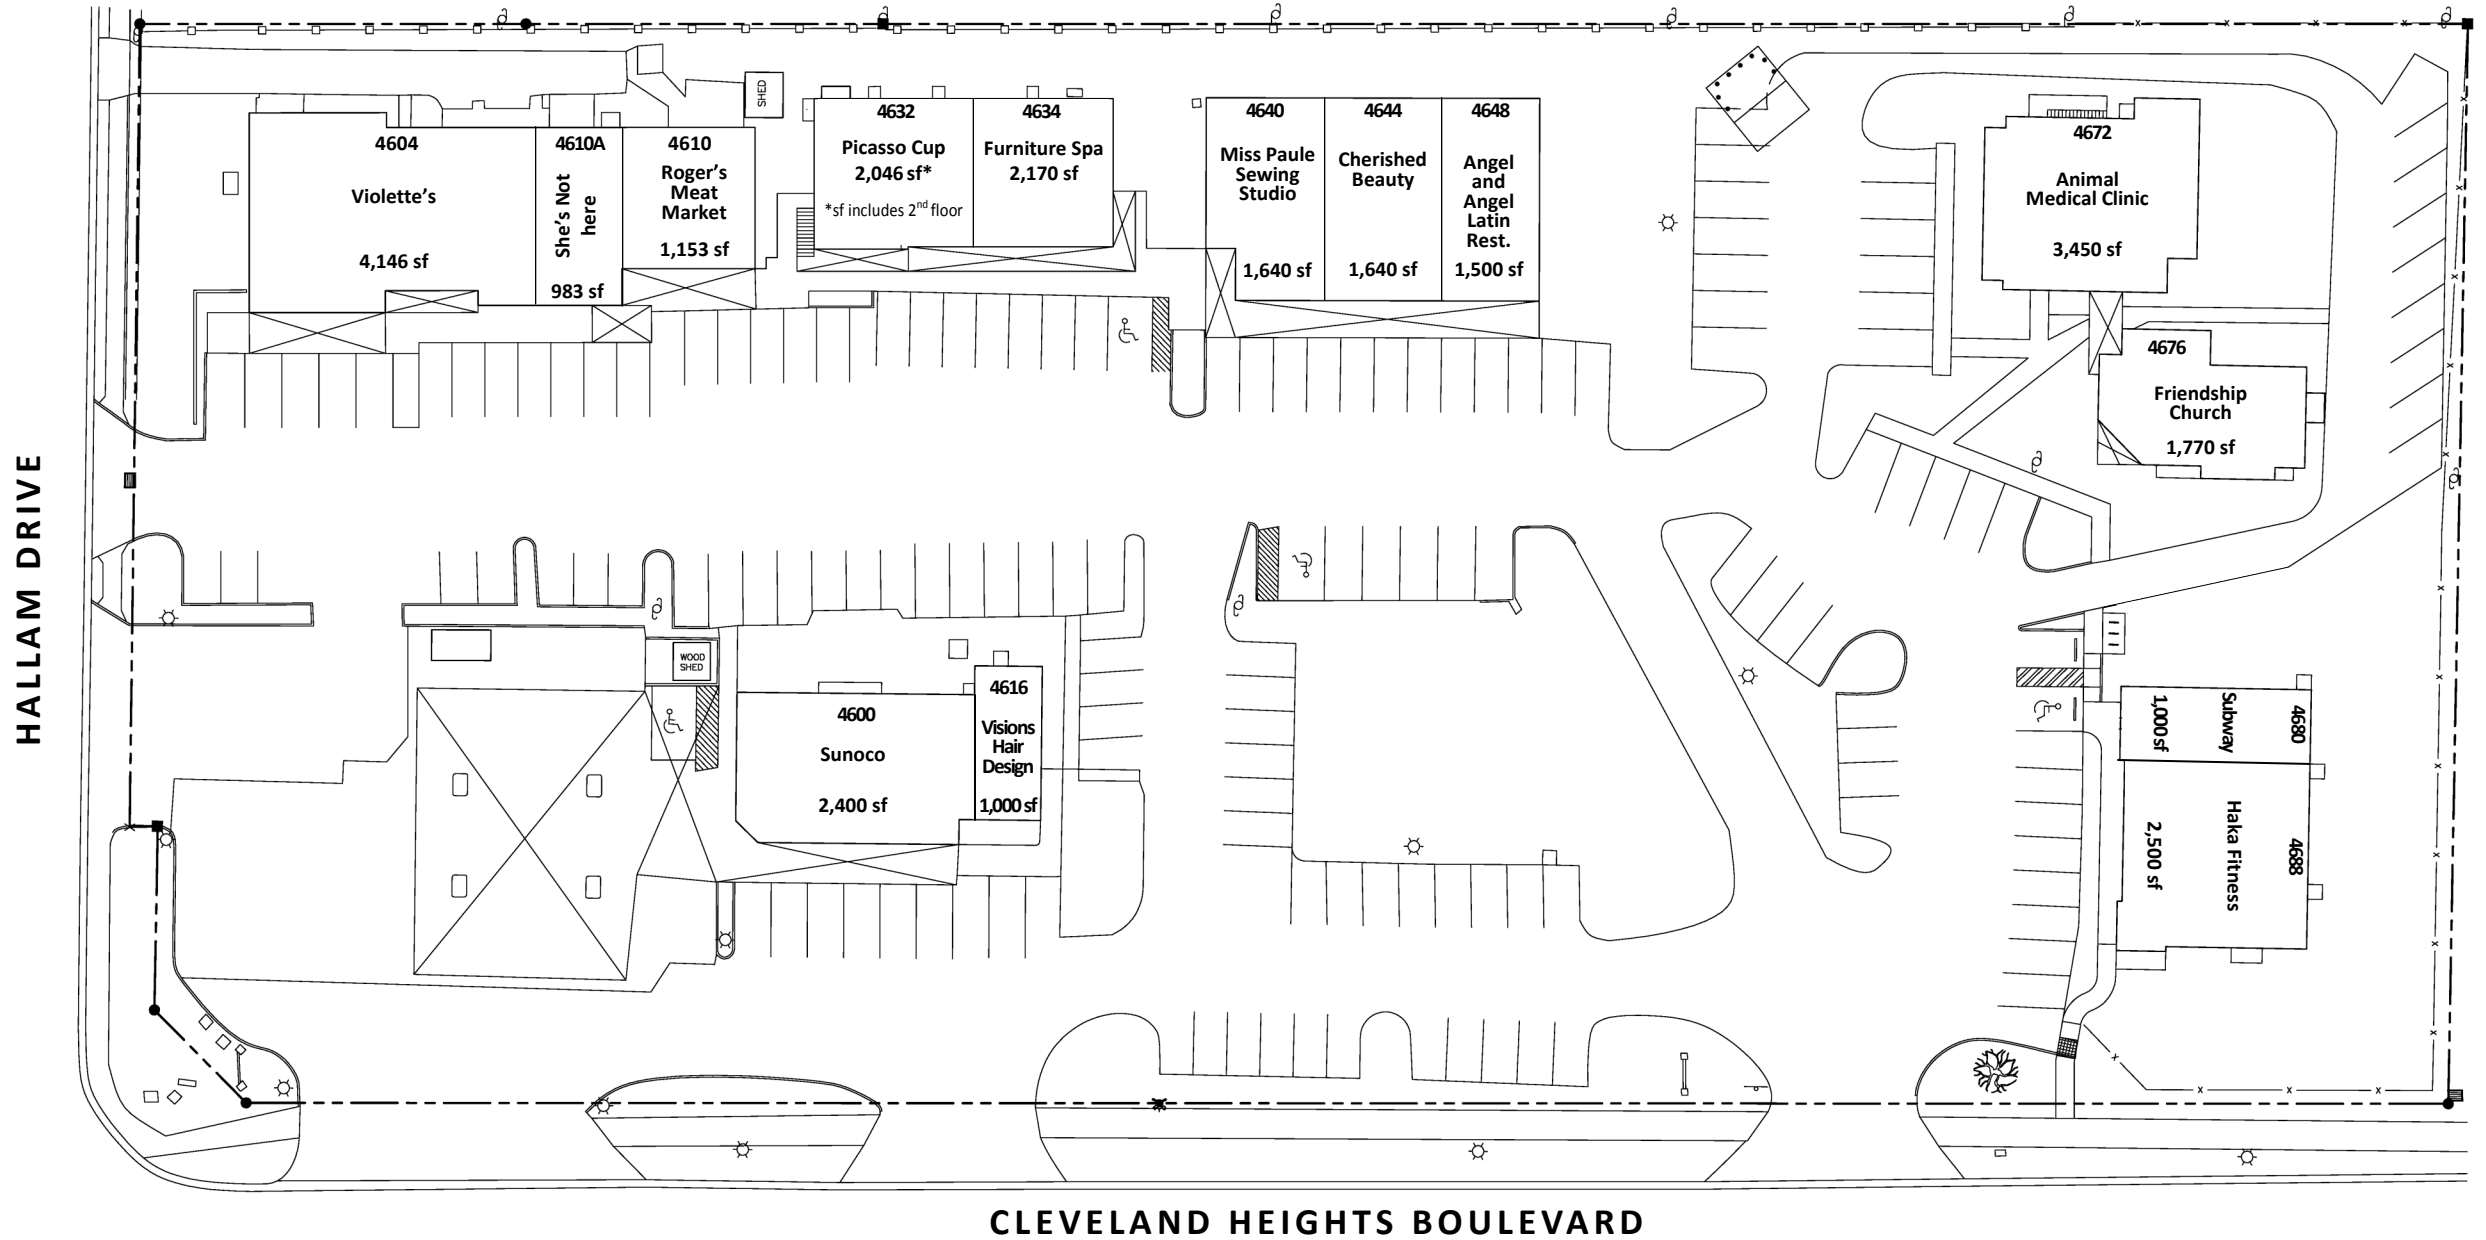 4604
Violette's
4,146 sf
4610A
She's Not
here
983 sf
4610
Roger's
Meat
Market
1,153 sf
SHED
4632
Picasso Cup
2,046 sf*
*sf includes 2nd floor
4634
Furniture Spa
2,170 sf
4640
Miss Paule
Sewing
Studio
1,640 sf
4644
Cherished
Beauty
1,640 sf
4648
Angel
and
Angel
Latin
Rest.
1,500 sf
4672
Animal
Medical Clinic
3,450 sf
4676
Friendship
Church
1,770 sf
HALLAM DRIVE
WOOD
SHED
4600
Sunoco
2,400 sf
4616
Visions
Hair
Design
1,000 sf
4680
Subway
1,000 sf
4688
Haka Fitness
2,500 sf
CLEVELAND HEIGHTS BOULEVARD